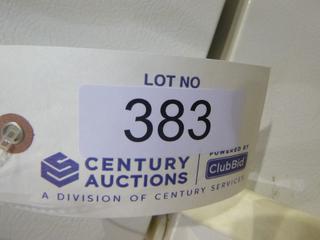 LOT NO
383
CENTURY
AUCTIONS
POWERED BY
ClubBid
A DIVISION OF CENTURY SERVICES